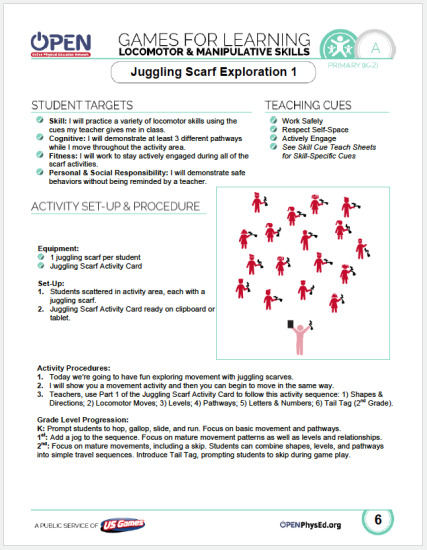 OPEN
Online Physical Education Network
GAMES FOR LEARNING
LOCOMOTOR & MANIPULATIVE SKILLS
A
PRIMARY (K-2)
Juggling Scarf Exploration 1
STUDENT TARGETS
Skill: I will practice a variety of locomotor skills using the
cues my teacher gives me in class.
Cognitive: I will demonstrate at least 3 different pathways
while I move throughout the activity area.
Fitness: I will work to stay actively engaged during all of the
scarf activities.
Personal & Social Responsibility: I will demonstrate safe
behaviors without being reminded by a teacher.
TEACHING CUES
Work Safely
Respect Self-Space
Actively Engage
See Skill Cue Teach Sheets
for Skill-Specific Cues
ACTIVITY SET-UP & PROCEDURE
Equipment:
1 juggling scarf per student
Juggling Scarf Activity Card
Set-Up:
1. Students scattered in activity area, each with a
juggling scarf.
2. Juggling Scarf Activity Card ready on clipboard or
tablet.
Activity Procedures:
1. Today we're going to have fun exploring movement with juggling scarves.
2. I will show you a movement activity and then you can begin to move in the same way.
3. Teachers, use Part 1 of the Juggling Scarf Activity Card to follow this activity sequence: 1) Shapes &
Directions; 2) Locomotor Moves; 3) Levels; 4) Pathways; 5) Letters & Numbers; 6) Tail Tag (2nd Grade).
Grade Level Progression:
K: Prompt students to hop, gallop, slide, and run. Focus on basic movement and pathways.
1st: Add a jog to the sequence. Focus on mature movement patterns as well as levels and relationships.
2nd: Focus on mature movements, including a skip. Students can combine shapes, levels, and pathways
into simple travel sequences. Introduce Tail Tag, prompting students to skip during game play.
A PUBLIC SERVICE OF US Games
OPENPhysEd.org
6